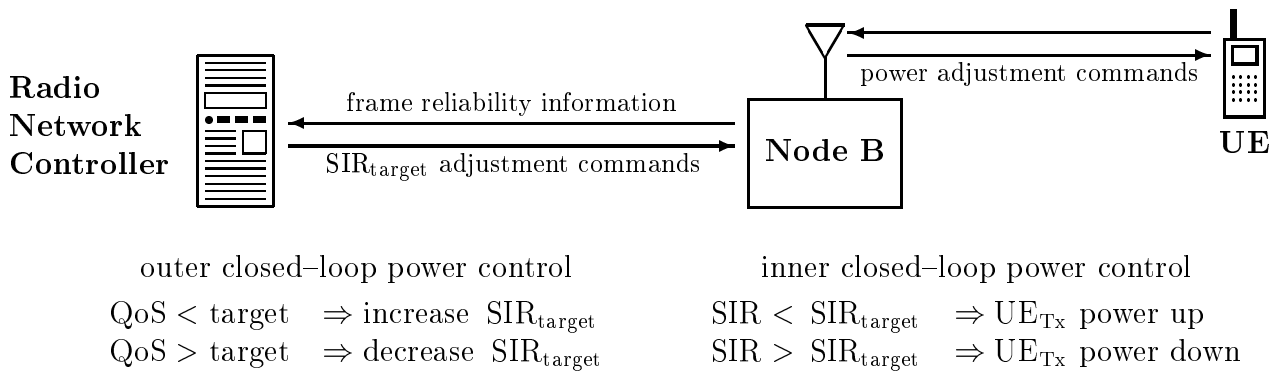 power adjustment commands
Radio
Network
Controller
frame reliability information
SIR_target adjustment commands
Node B
UE
outer closed–loop power control
QoS < target ⇒ increase SIR_target
QoS > target ⇒ decrease SIR_target
inner closed–loop power control
SIR < SIR_target ⇒ UE_Tx power up
SIR > SIR_target ⇒ UE_Tx power down